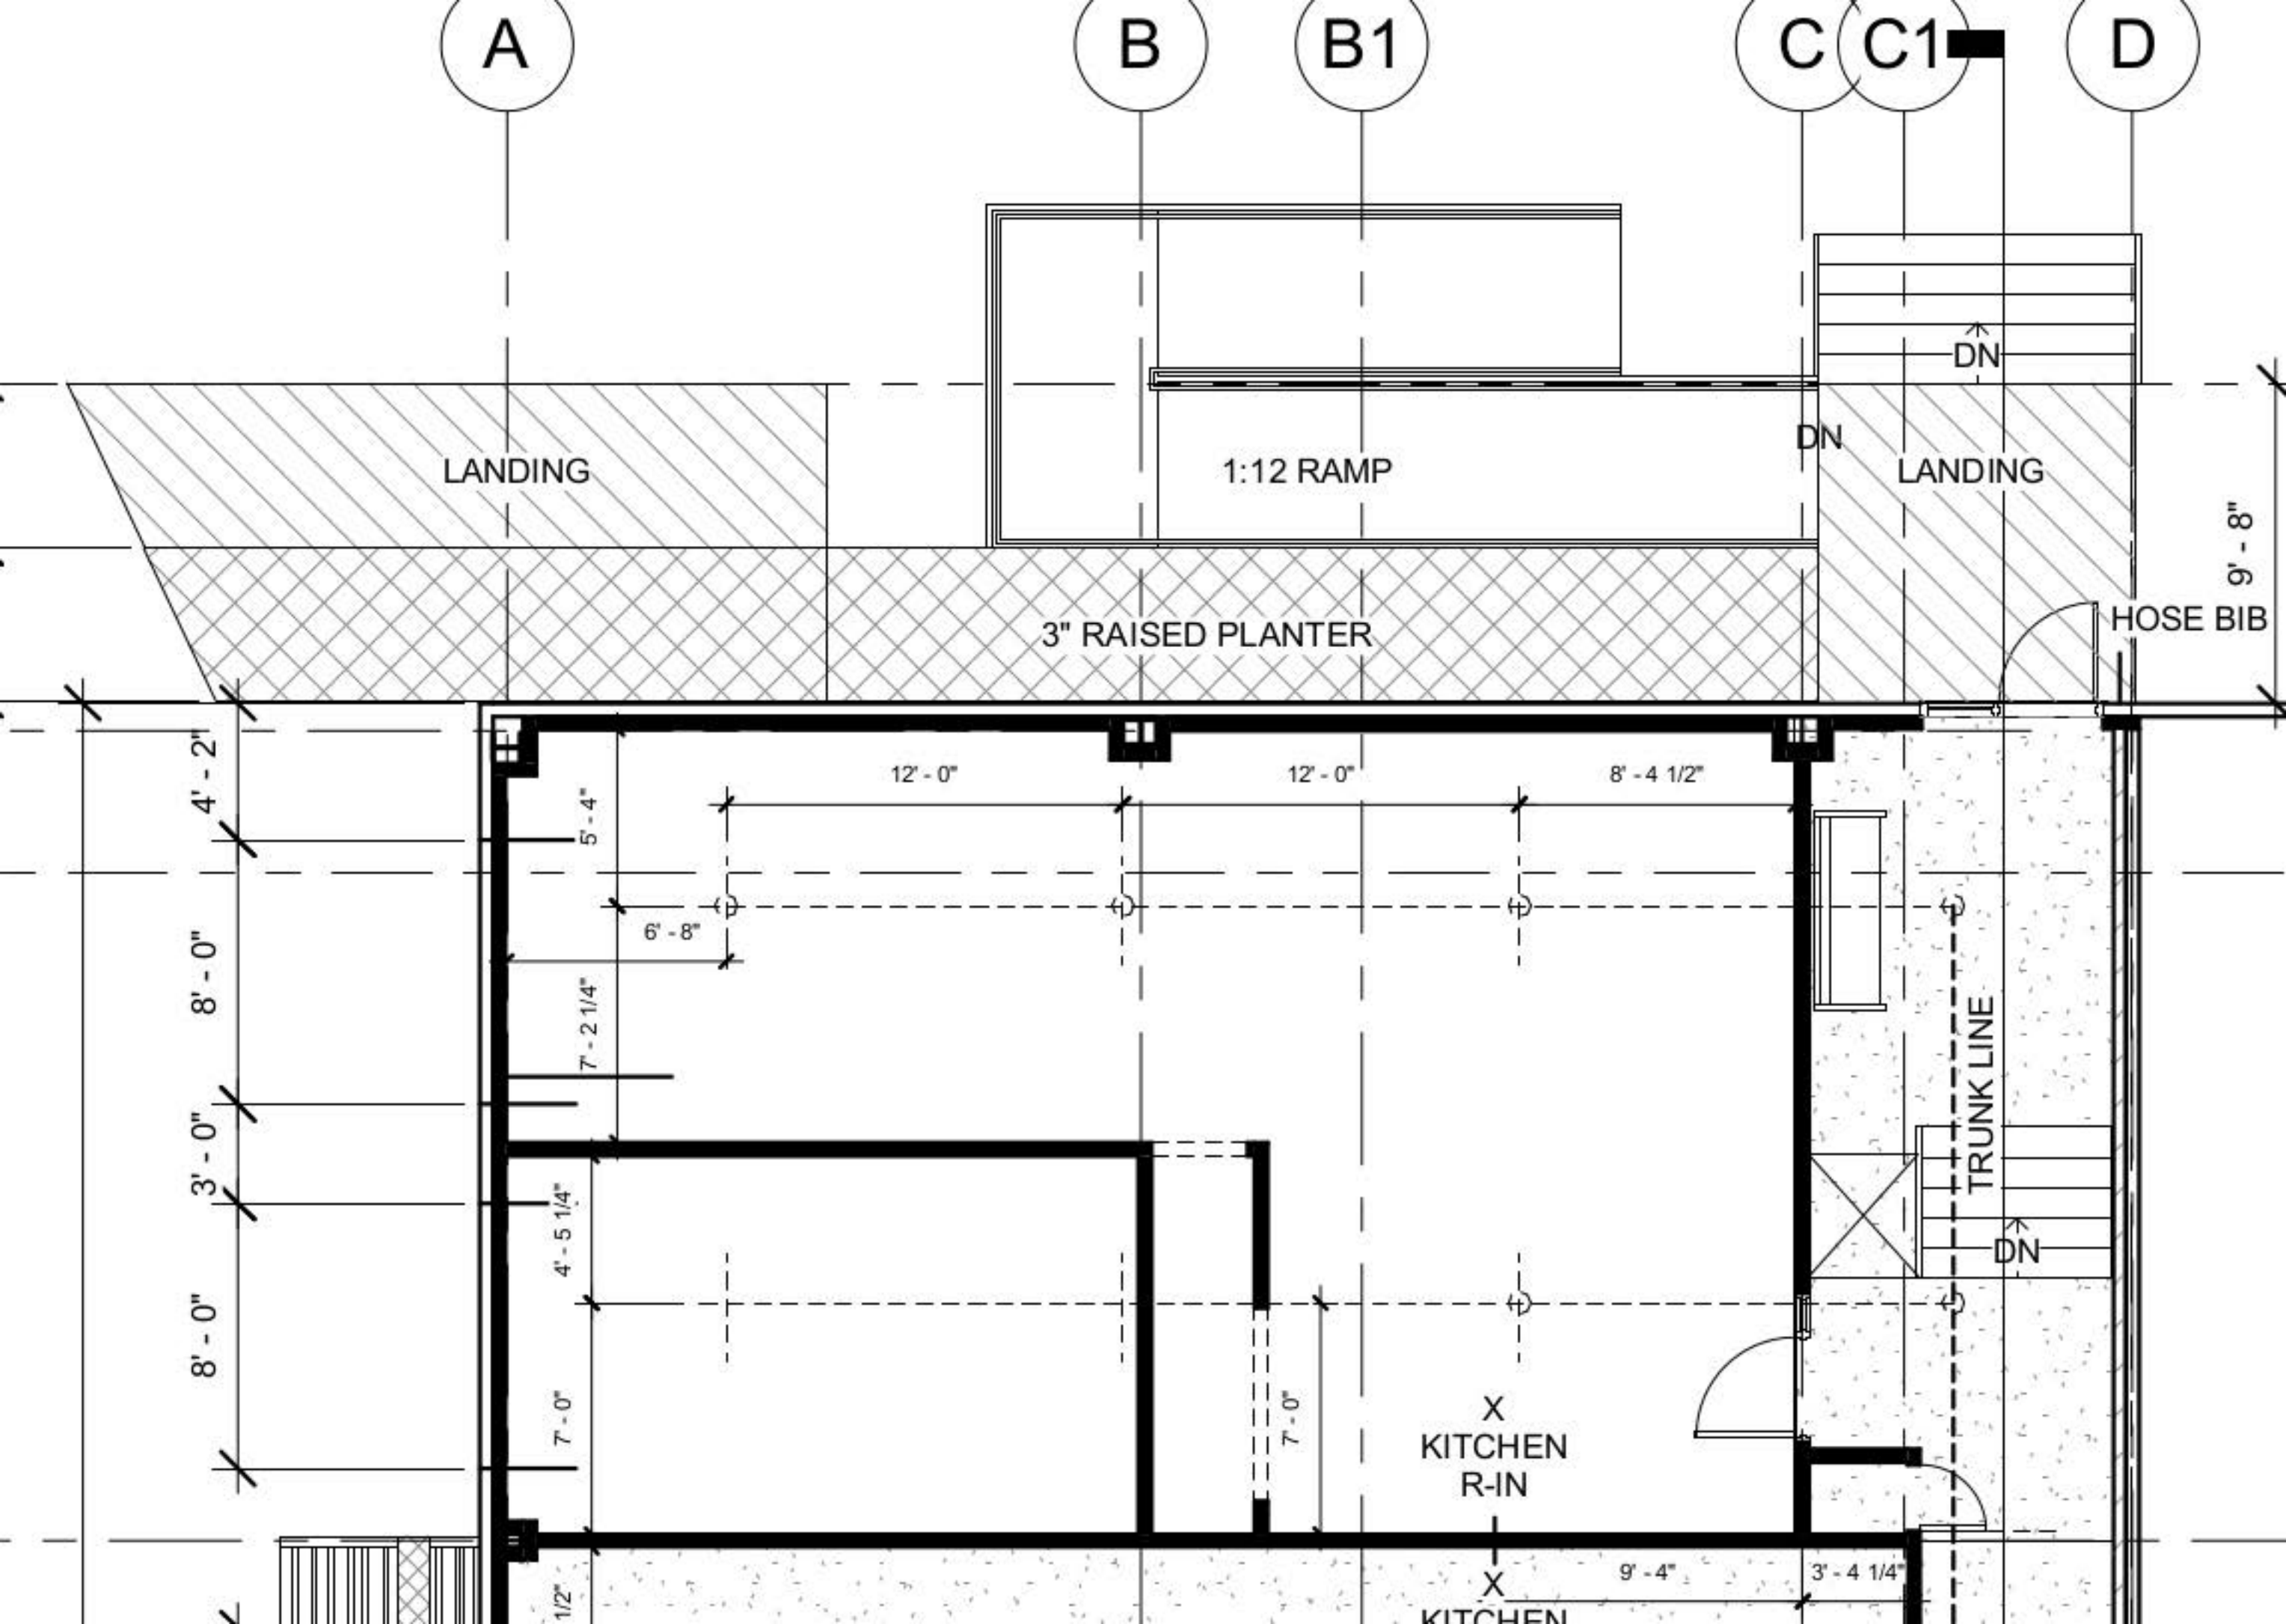 A B B1 C C1 D
DN
DN
LANDING 1:12 RAMP LANDING
9' - 8"
HOSE BIB
3" RAISED PLANTER
4' - 2"
12' - 0" 12' - 0" 8' - 4 1/2"
5' - 4"
6' - 8"
8' - 0"
7' - 2 1/4"
TRUNK LINE
3' - 0"
4' - 5 1/4"
DN
8' - 0"
7' - 0"
7' - 0"
X
KITCHEN
R-IN
9' - 4" 3' - 4 1/4"
X
KITCHEN
1/2"